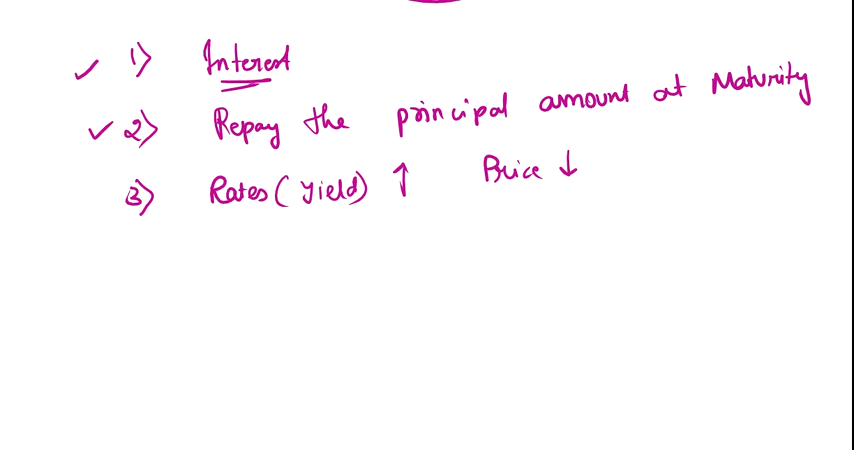 ✓ 1) Interest
✓ 2) Repay the principal amount at Maturity
3) Rates (Yield) ↑ Price ↓